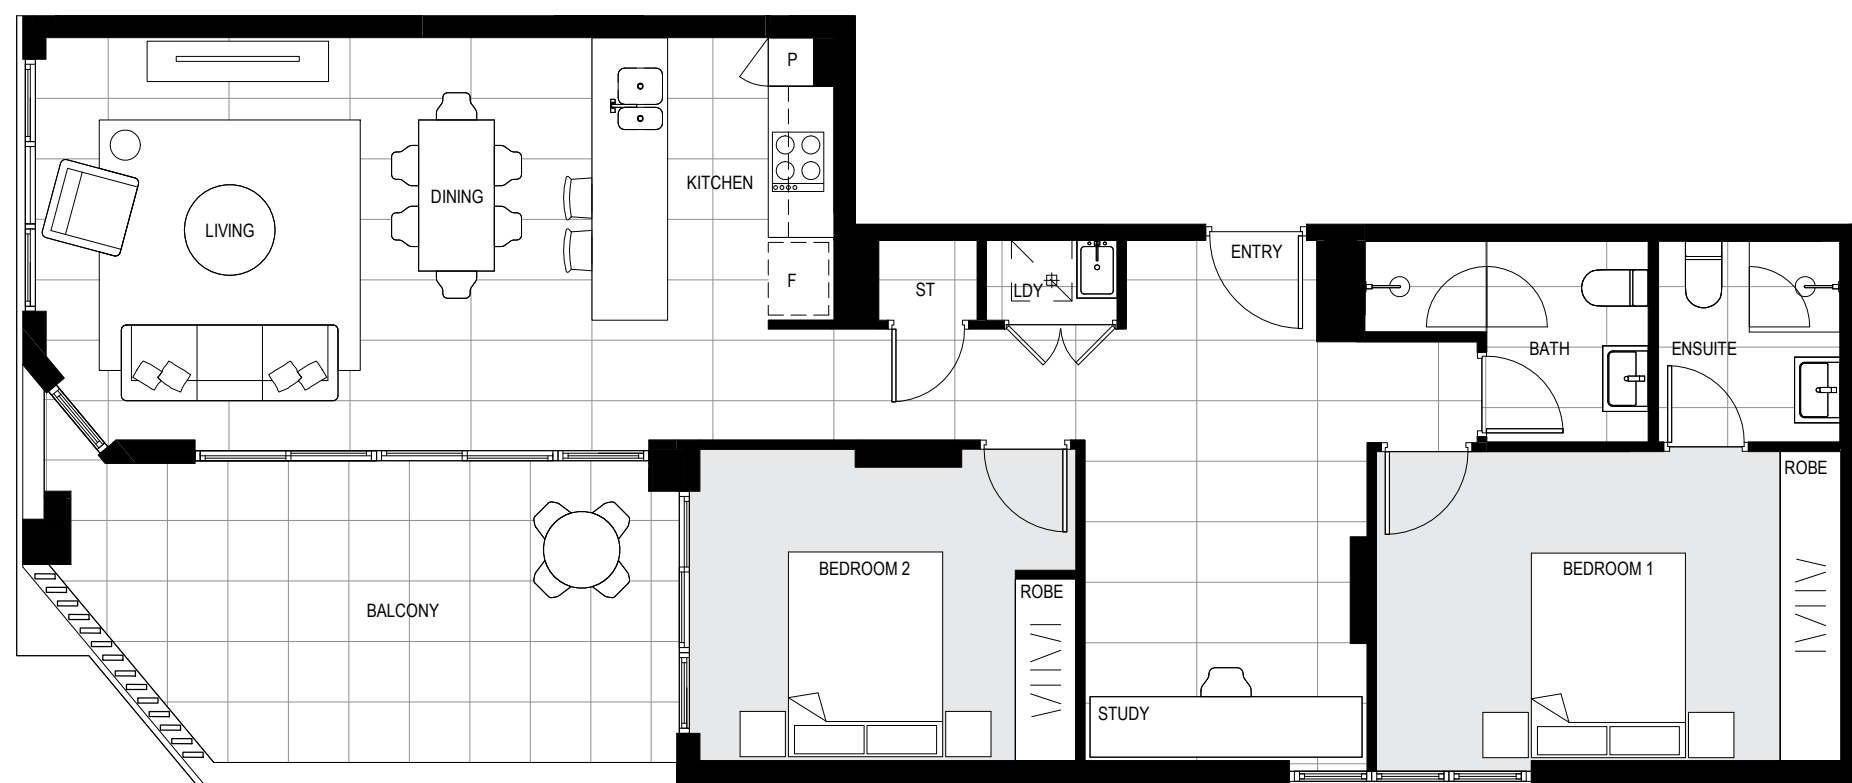 P
KITCHEN
DINING
LIVING
F
ST
LDY
ENTRY
BATH
ENSUITE
ROBE
BEDROOM 2
BEDROOM 1
ROBE
BALCONY
STUDY